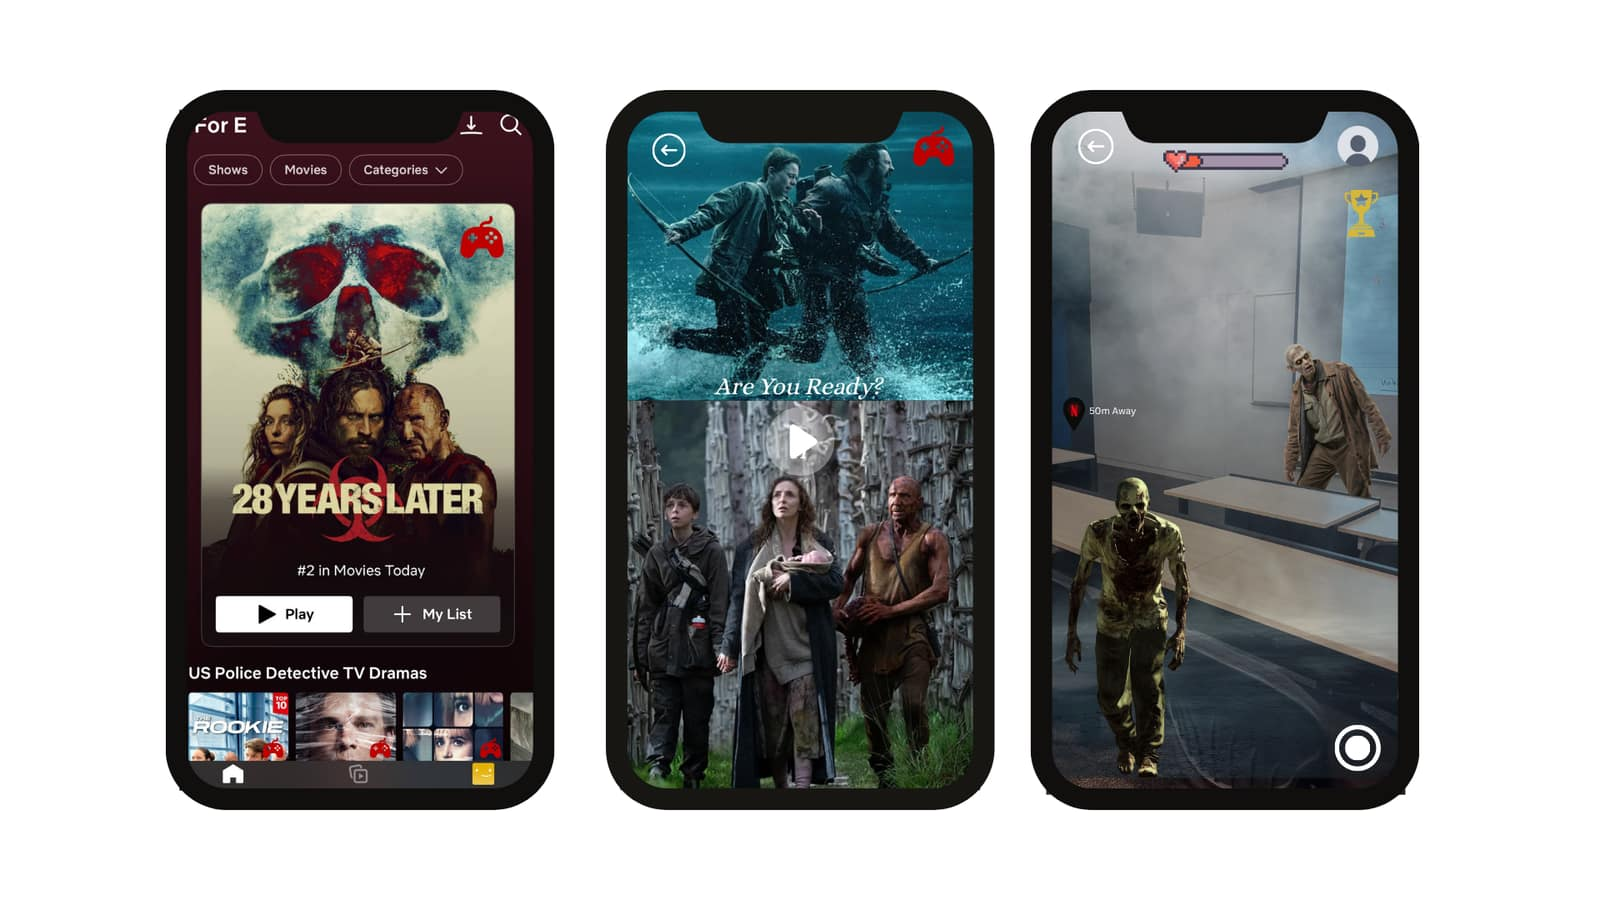 For E
Shows
Movies
Categories
28 YEARS LATER
#2 in Movies Today
Play
My List
US Police Detective TV Dramas
THE
ROOKIE
TOP
10
Are You Ready?
N
50m Away